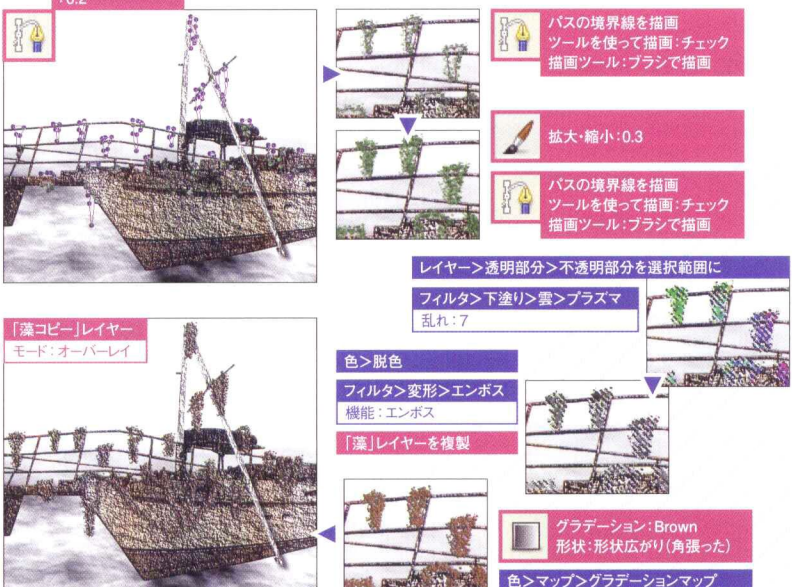 パスの境界線を描画
ツールを使って描画:チェック
描画ツール:ブラシで描画
拡大・縮小:0.3
パスの境界線を描画
ツールを使って描画:チェック
描画ツール:ブラシで描画
レイヤー>透明部分>不透明部分を選択範囲に
フィルタ>下塗り>雲>プラズマ
乱れ:7
「藻コピー」レイヤー
モード:オーバーレイ
色>脱色
フィルタ>変形>エンボス
機能:エンボス
「藻」レイヤーを複製
グラデーション:Brown
形状:形状広がり(角張った)
色>マップ>グラデーションマップ